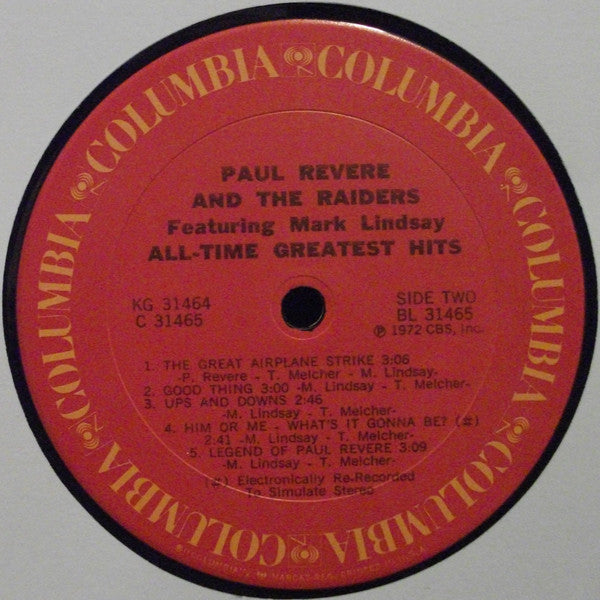 COLUMBIA COLUMBIA COLUMBIA COLUMBIA COLUMBIA COLUMBIA
PAUL REVERE
AND THE RAIDERS
Featuring Mark Lindsay
ALL-TIME GREATEST HITS
KG 31464
C 31465
SIDE TWO
BL 31465
℗ 1972 CBS, Inc.
1. THE GREAT AIRPLANE STRIKE 3:06
-P. Revere - T. Melcher - M. Lindsay-
2. GOOD THING 3:00 -M. Lindsay - T. Melcher-
3. UPS AND DOWNS 2:46
-M. Lindsay - T. Melcher-
4. HIM OR ME - WHAT'S IT GONNA BE? (#)
2:41 -M. Lindsay - T. Melcher-
5. LEGEND OF PAUL REVERE 3:09
-M. Lindsay - T. Melcher-
(#) Electronically Re-Recorded
To Simulate Stereo
MARCAS REG.